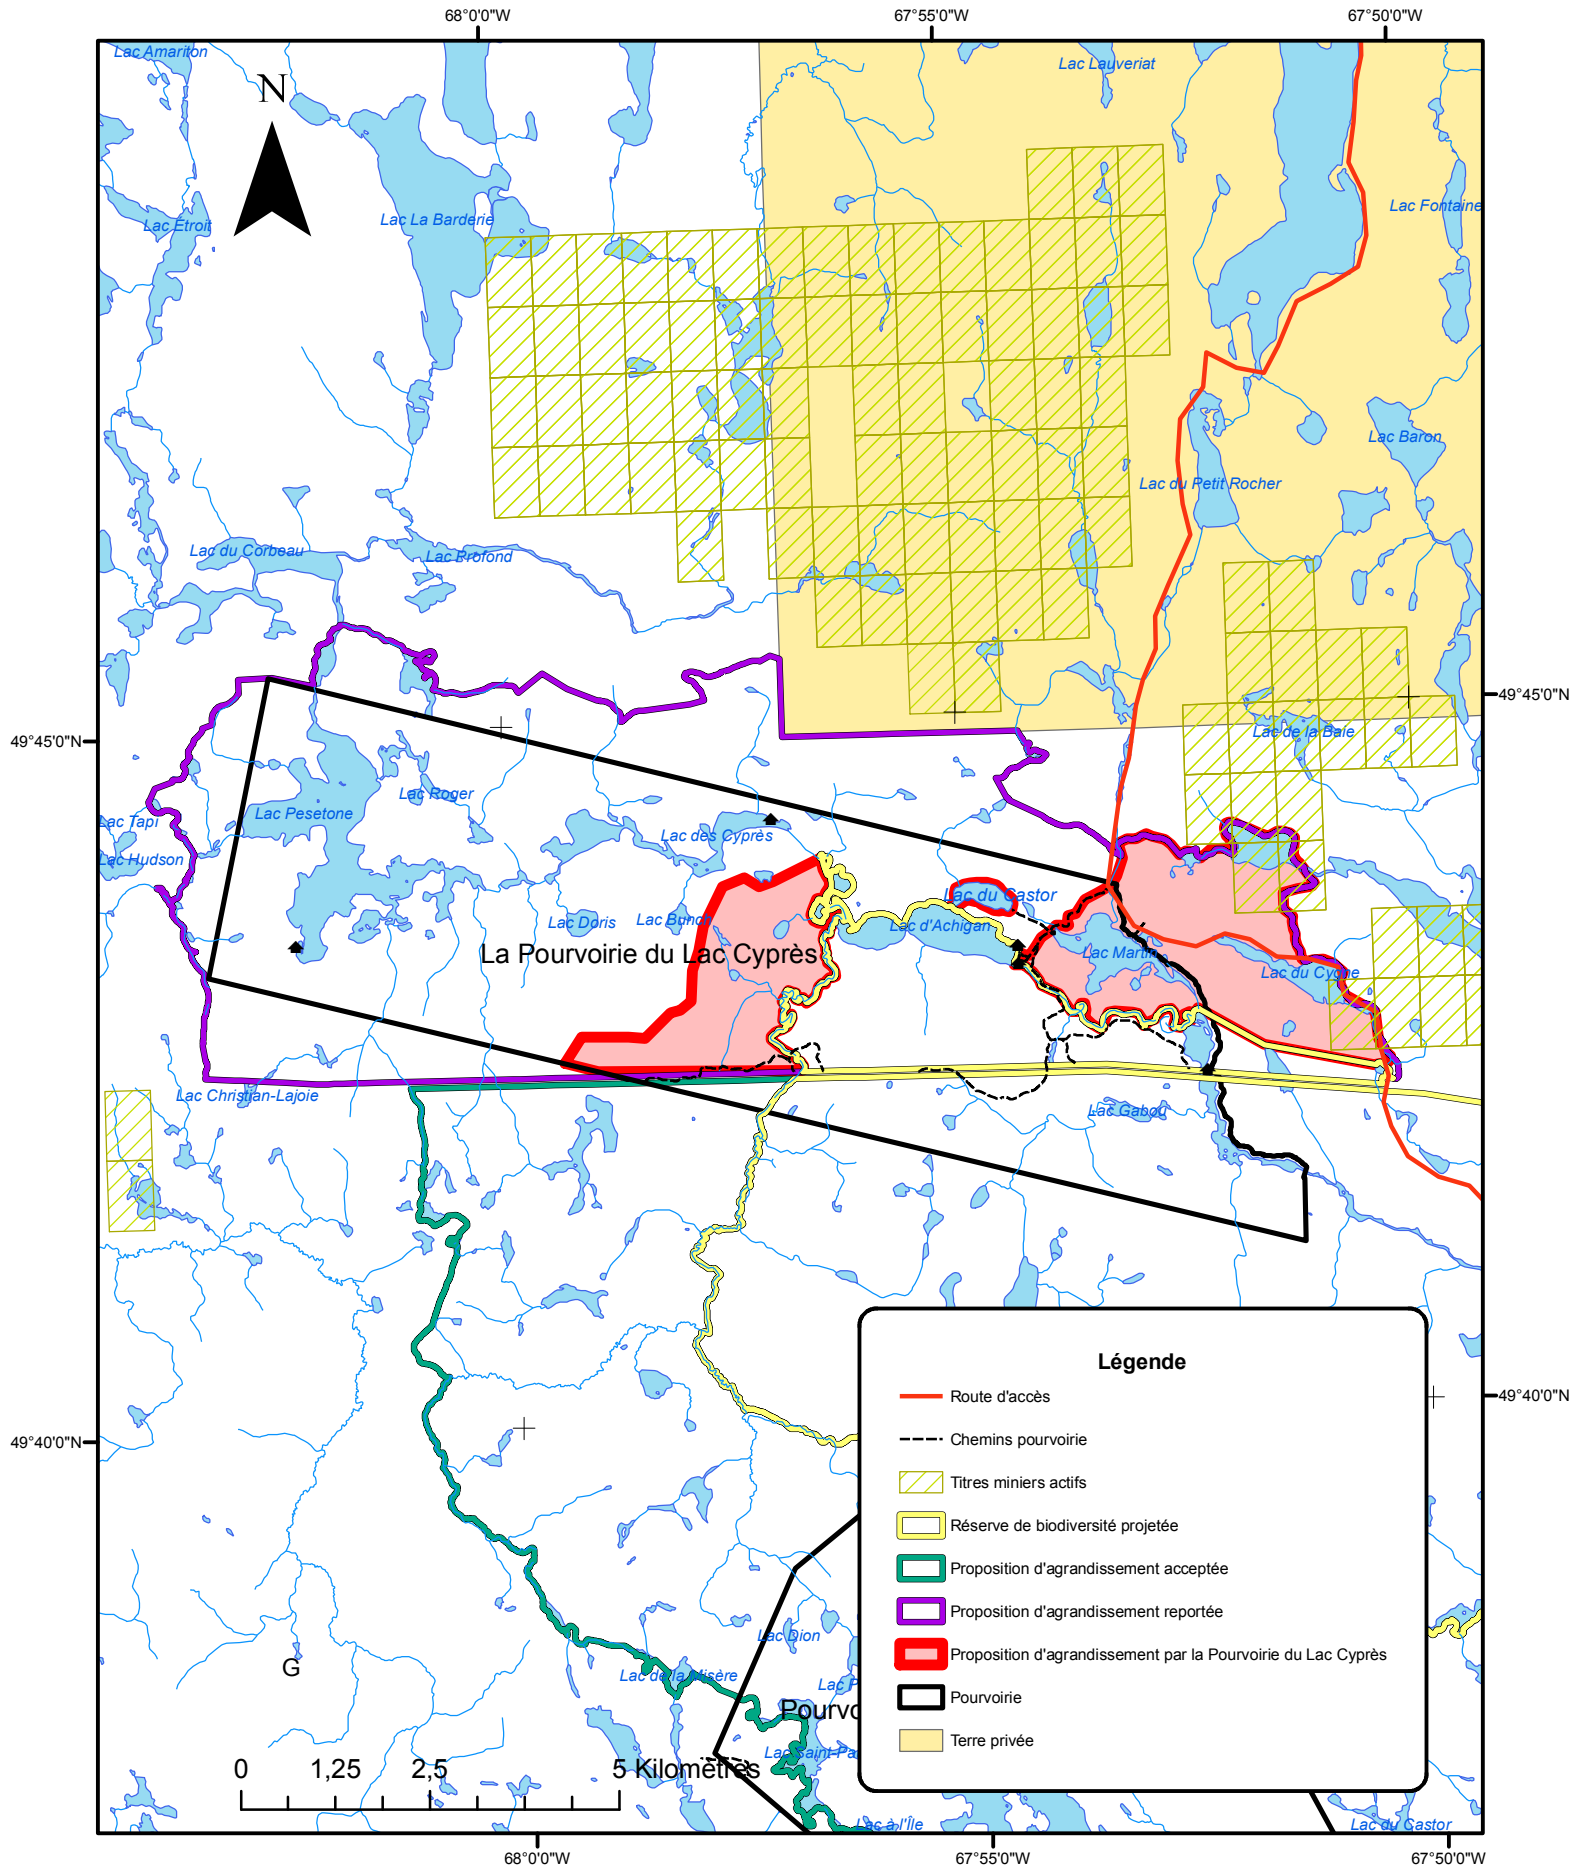 68°0'0"W
67°55'0"W
67°50'0"W
Lac Amariton
Lac Lauveriat
N
Lac Étroit
Lac La Barderie
Lac Fontaine
Lac Baron
Lac du Petit Rocher
Lac du Corbeau
Lac Profond
49°45'0"N
49°45'0"N
Lac de la Baie
Lac Tapi
Lac Pesetone
Lac Roger
Lac des Cyprès
Lac Hudson
Lac du Castor
Lac Doris
Lac Bunch
Lac d'Achigan
La Pourvoirie du Lac Cyprès
Lac Martin
Lac du Cygne
Lac Christian-Lajoie
Lac Gabou
49°40'0"N
49°40'0"N
Légende
Route d'accès
Chemins pourvoirie
Titres miniers actifs
Réserve de biodiversité projetée
Proposition d'agrandissement acceptée
Proposition d'agrandissement reportée
Proposition d'agrandissement par la Pourvoirie du Lac Cyprès
Pourvoirie
Terre privée
Lac Dion
G
Lac de la Misère
Lac P
Pourvo
Lac Saint-Pa
0 1,25 2,5 5 Kilomètres
Lac à l'Île
Lac du Castor
68°0'0"W
67°55'0"W
67°50'0"W